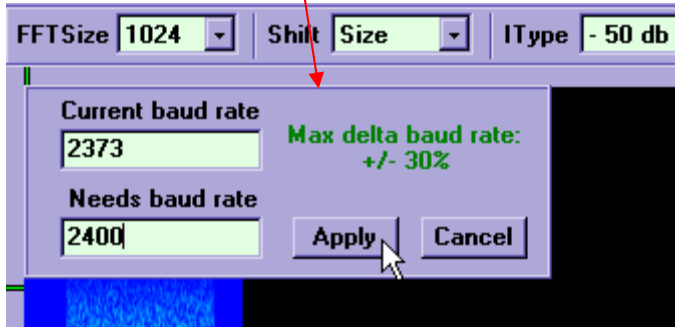 FFTSize 1024 Shift Size IType - 50 db
Current baud rate
2373
Max delta baud rate:
+/- 30%
Needs baud rate
2400
Apply Cancel